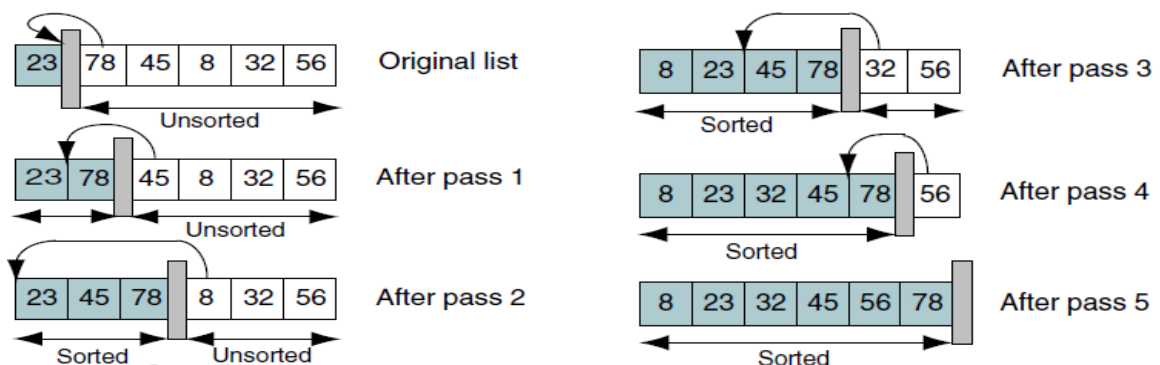 23 78 45 8 32 56 Original list
Unsorted
23 78 45 8 32 56 After pass 1
Unsorted
23 45 78 8 32 56 After pass 2
Sorted Unsorted
8 23 45 78 32 56 After pass 3
Sorted
8 23 32 45 78 56 After pass 4
Sorted
8 23 32 45 56 78 After pass 5
Sorted